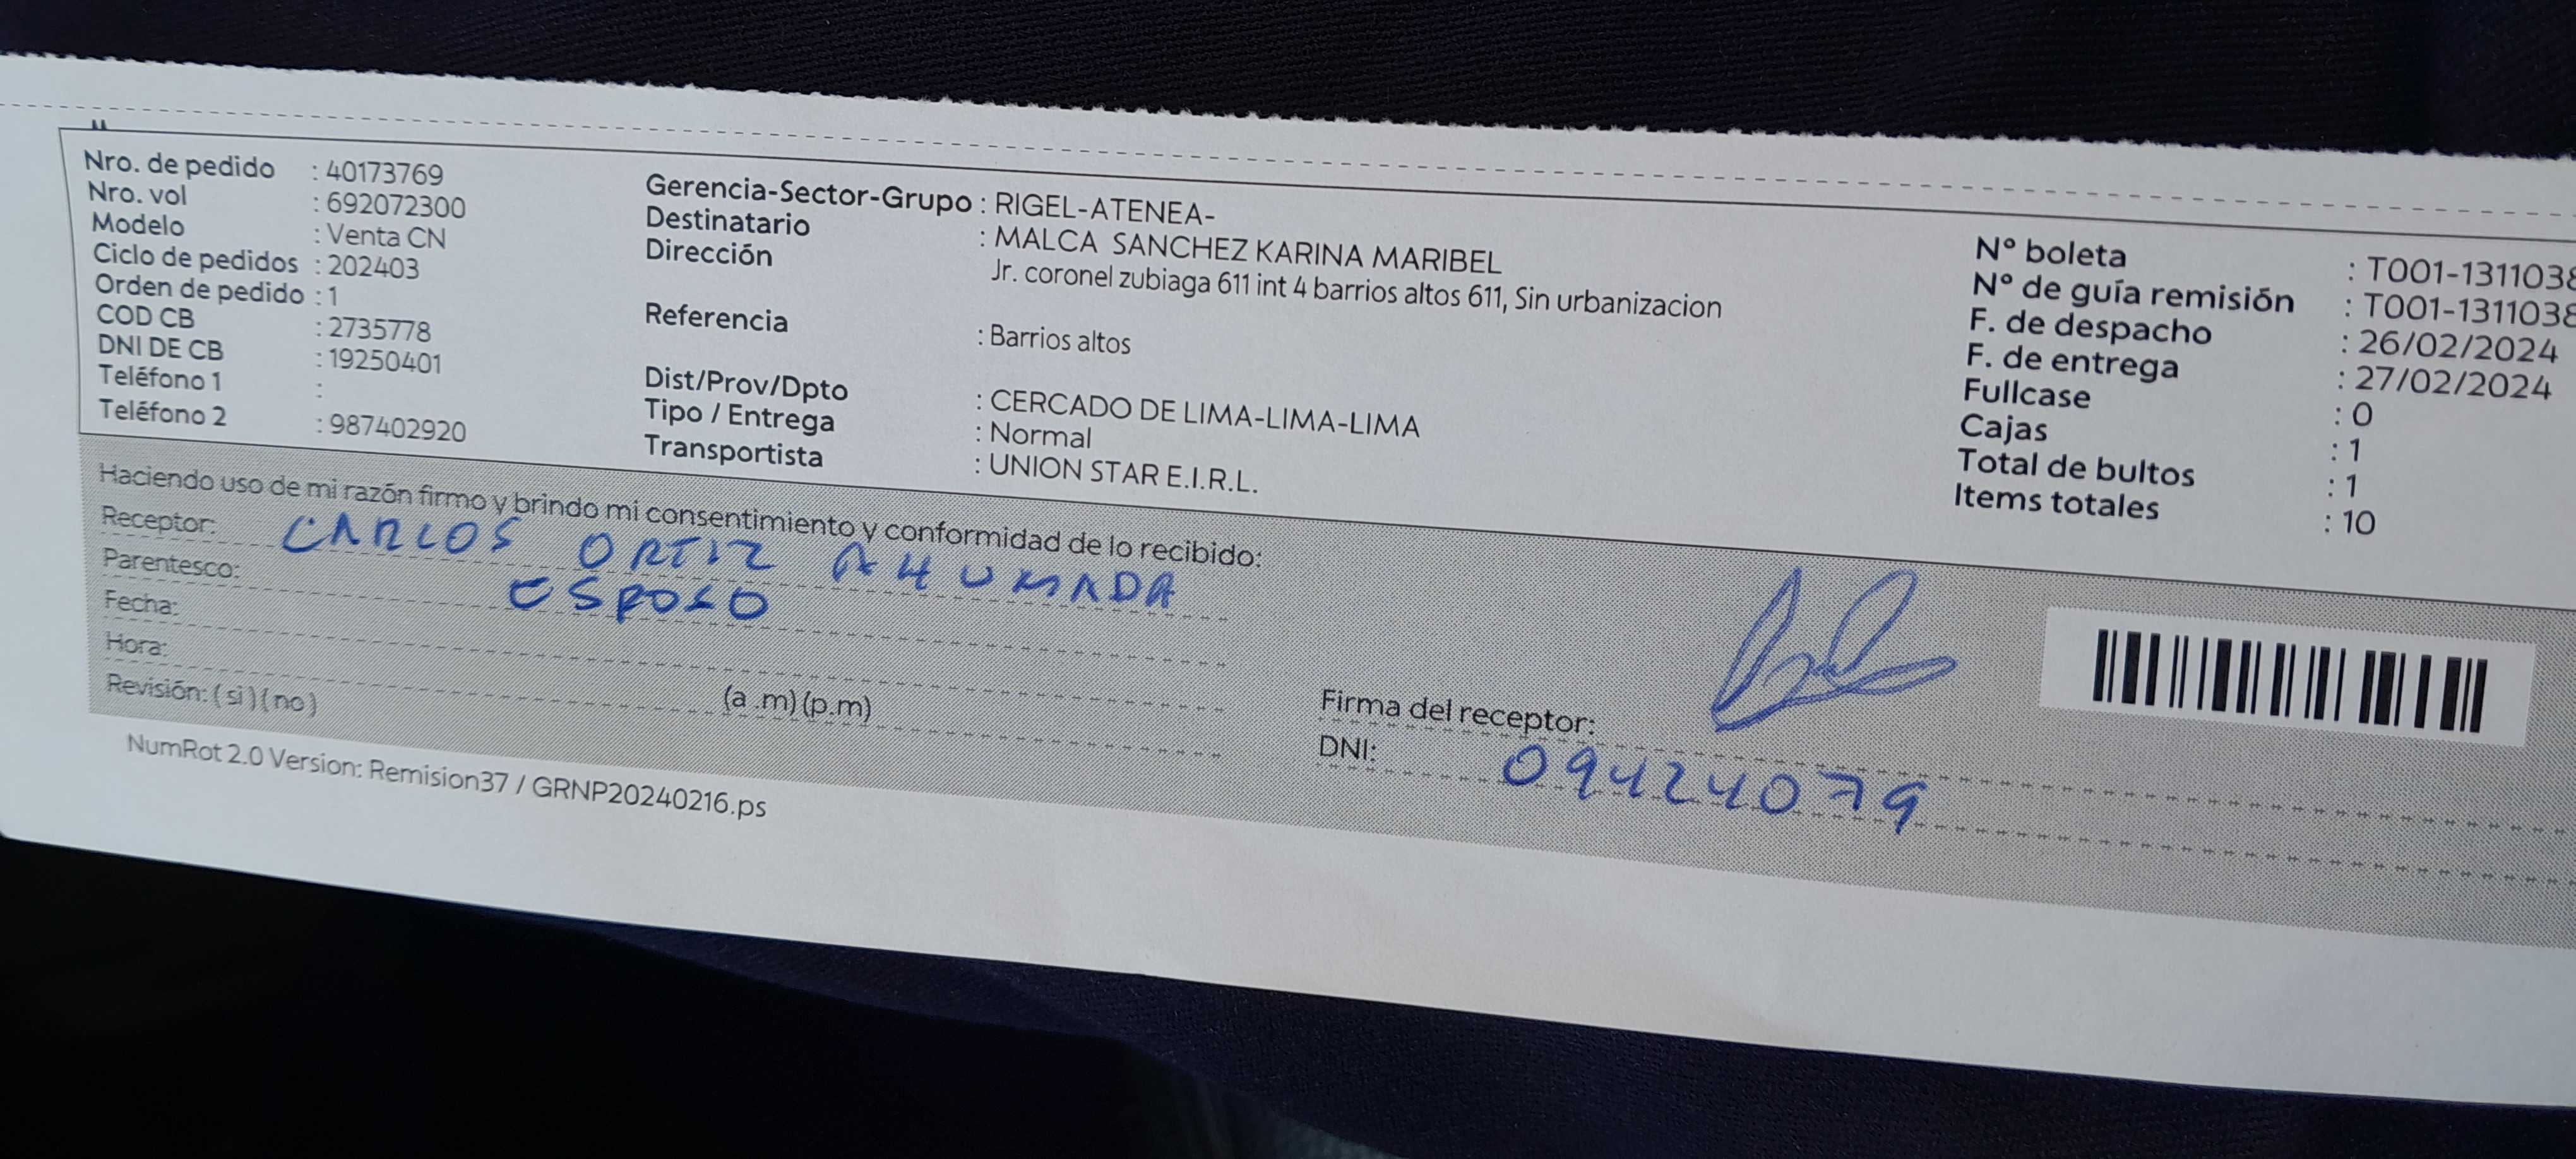 Nro. de pedido : 40173769
Nro. vol : 692072300
Modelo : Venta CN
Ciclo de pedidos : 202403
Orden de pedido : 1
COD CB : 2735778
DNI DE CB : 19250401
Teléfono 1 :
Teléfono 2 : 987402920
Gerencia-Sector-Grupo : RIGEL-ATENEA-
Destinatario : MALCA SANCHEZ KARINA MARIBEL
Dirección Jr. coronel zubiaga 611 int 4 barrios altos 611, Sin urbanizacion
Referencia : Barrios altos
Dist/Prov/Dpto : CERCADO DE LIMA-LIMA-LIMA
Tipo / Entrega : Normal
Transportista : UNION STAR E.I.R.L.
N° boleta : T001-1311038
N° de guía remisión : T001-1311038
F. de despacho : 26/02/2024
F. de entrega : 27/02/2024
Fullcase : 0
Cajas : 1
Total de bultos : 1
Items totales : 10
Haciendo uso de mi razón firmo y brindo mi consentimiento y conformidad de lo recibido:
Receptor: CARLOS ORTIZ AHUMADA
Parentesco: ESPOSO
Fecha:
Hora: (a .m) (p.m)
Revisión: ( si ) ( no )
Firma del receptor:
DNI: 09424079
NumRot 2.0 Version: Remision37 / GRNP20240216.ps